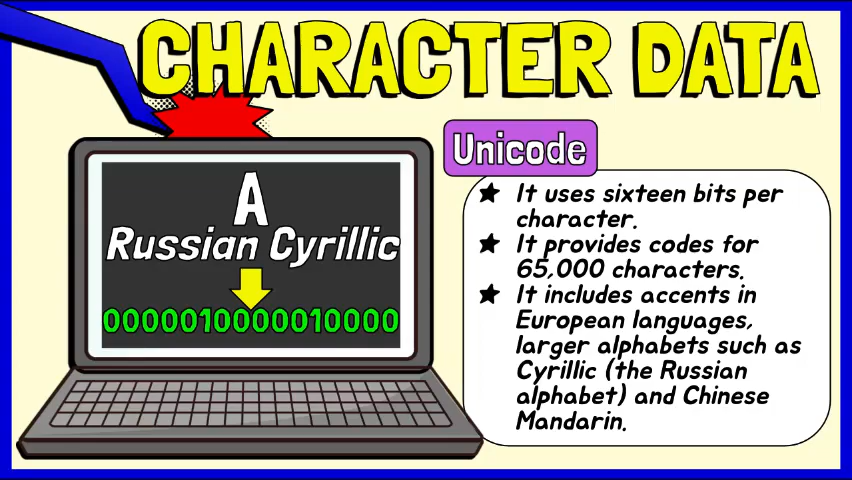 CHARACTER DATA
Unicode
A
Russian Cyrillic
0000010000010000
★ It uses sixteen bits per
character.
★ It provides codes for
65,000 characters.
★ It includes accents in
European languages,
larger alphabets such as
Cyrillic (the Russian
alphabet) and Chinese
Mandarin.